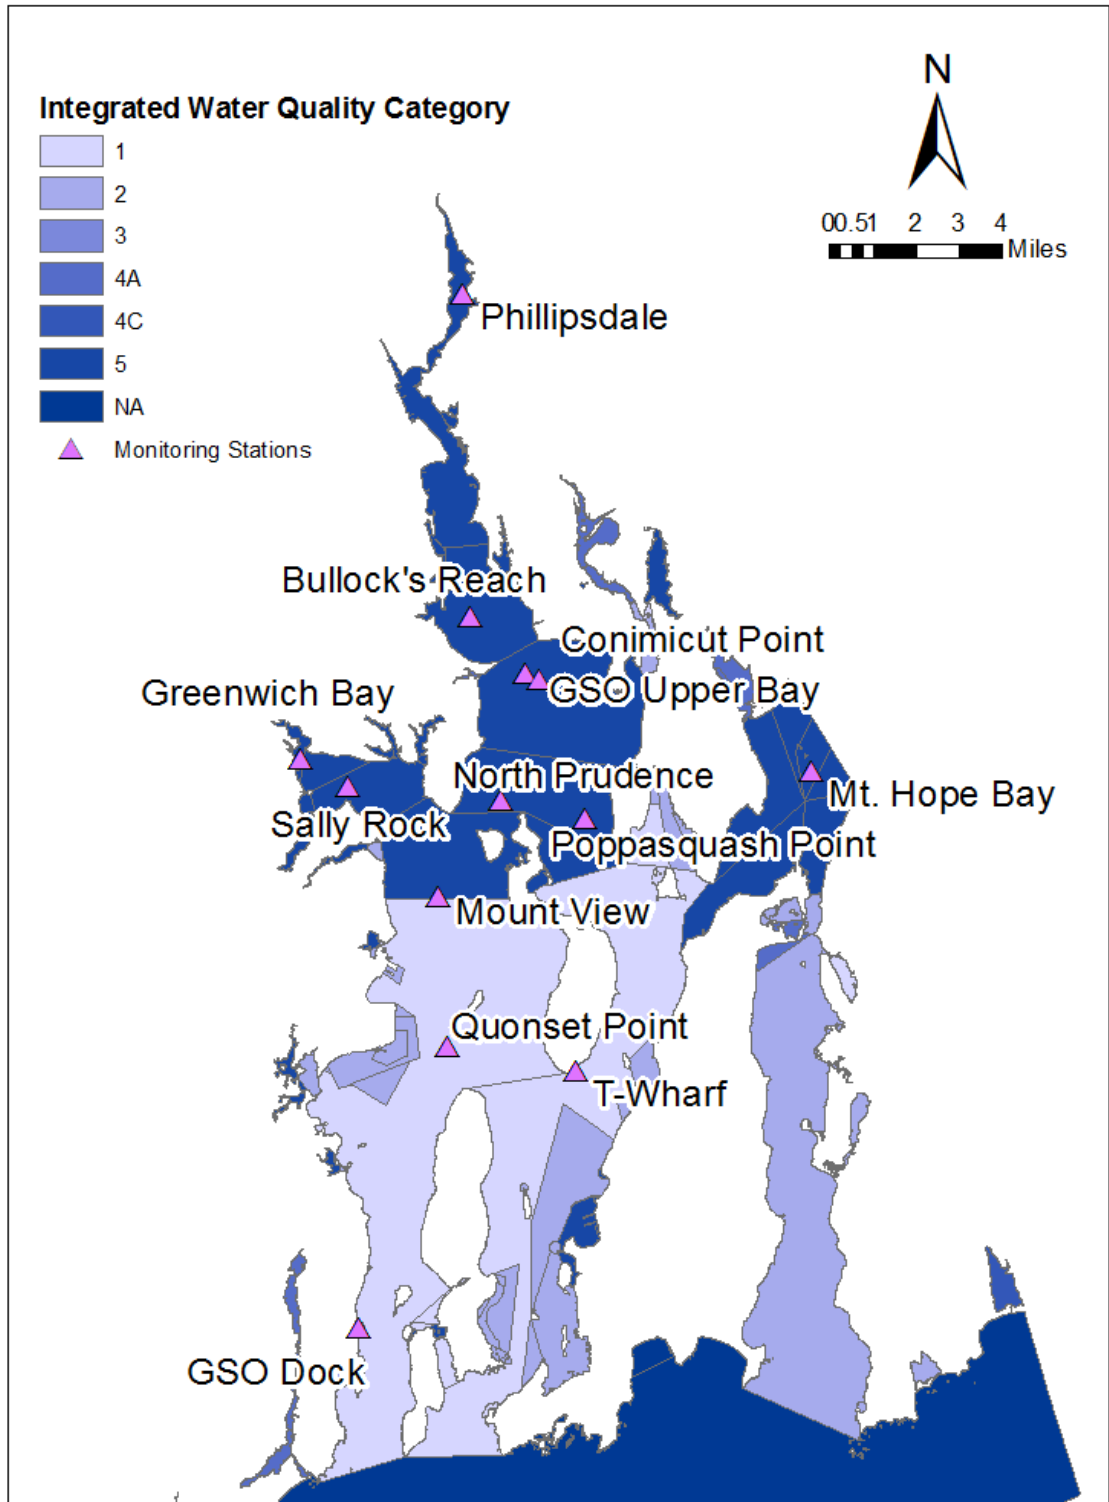 N
Integrated Water Quality Category
1
2
3
4A
4C
5
NA
Monitoring Stations
00.51 2 3 4
Miles
Phillipsdale
Bullock's Reach
Conimicut Point
GSO Upper Bay
Greenwich Bay
North Prudence
Mt. Hope Bay
Sally Rock
Poppasquash Point
Mount View
Quonset Point
T-Wharf
GSO Dock